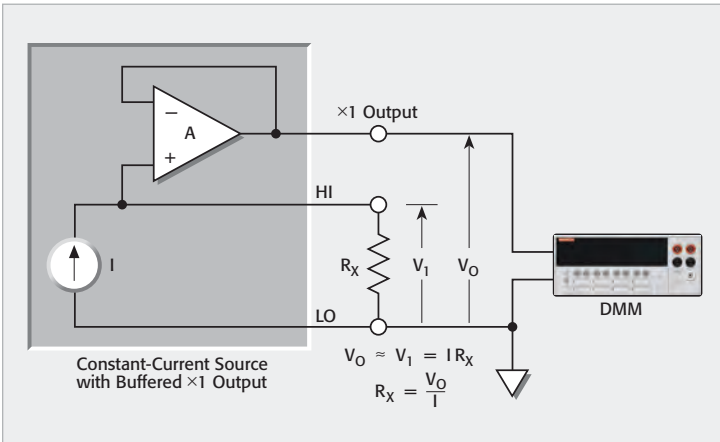 ×1 Output
−
A
+
HI
I
RX
V1
VO
LO
DMM
Constant-Current Source
with Buffered ×1 Output
VO ≈ V1 = I RX
RX = VO
I